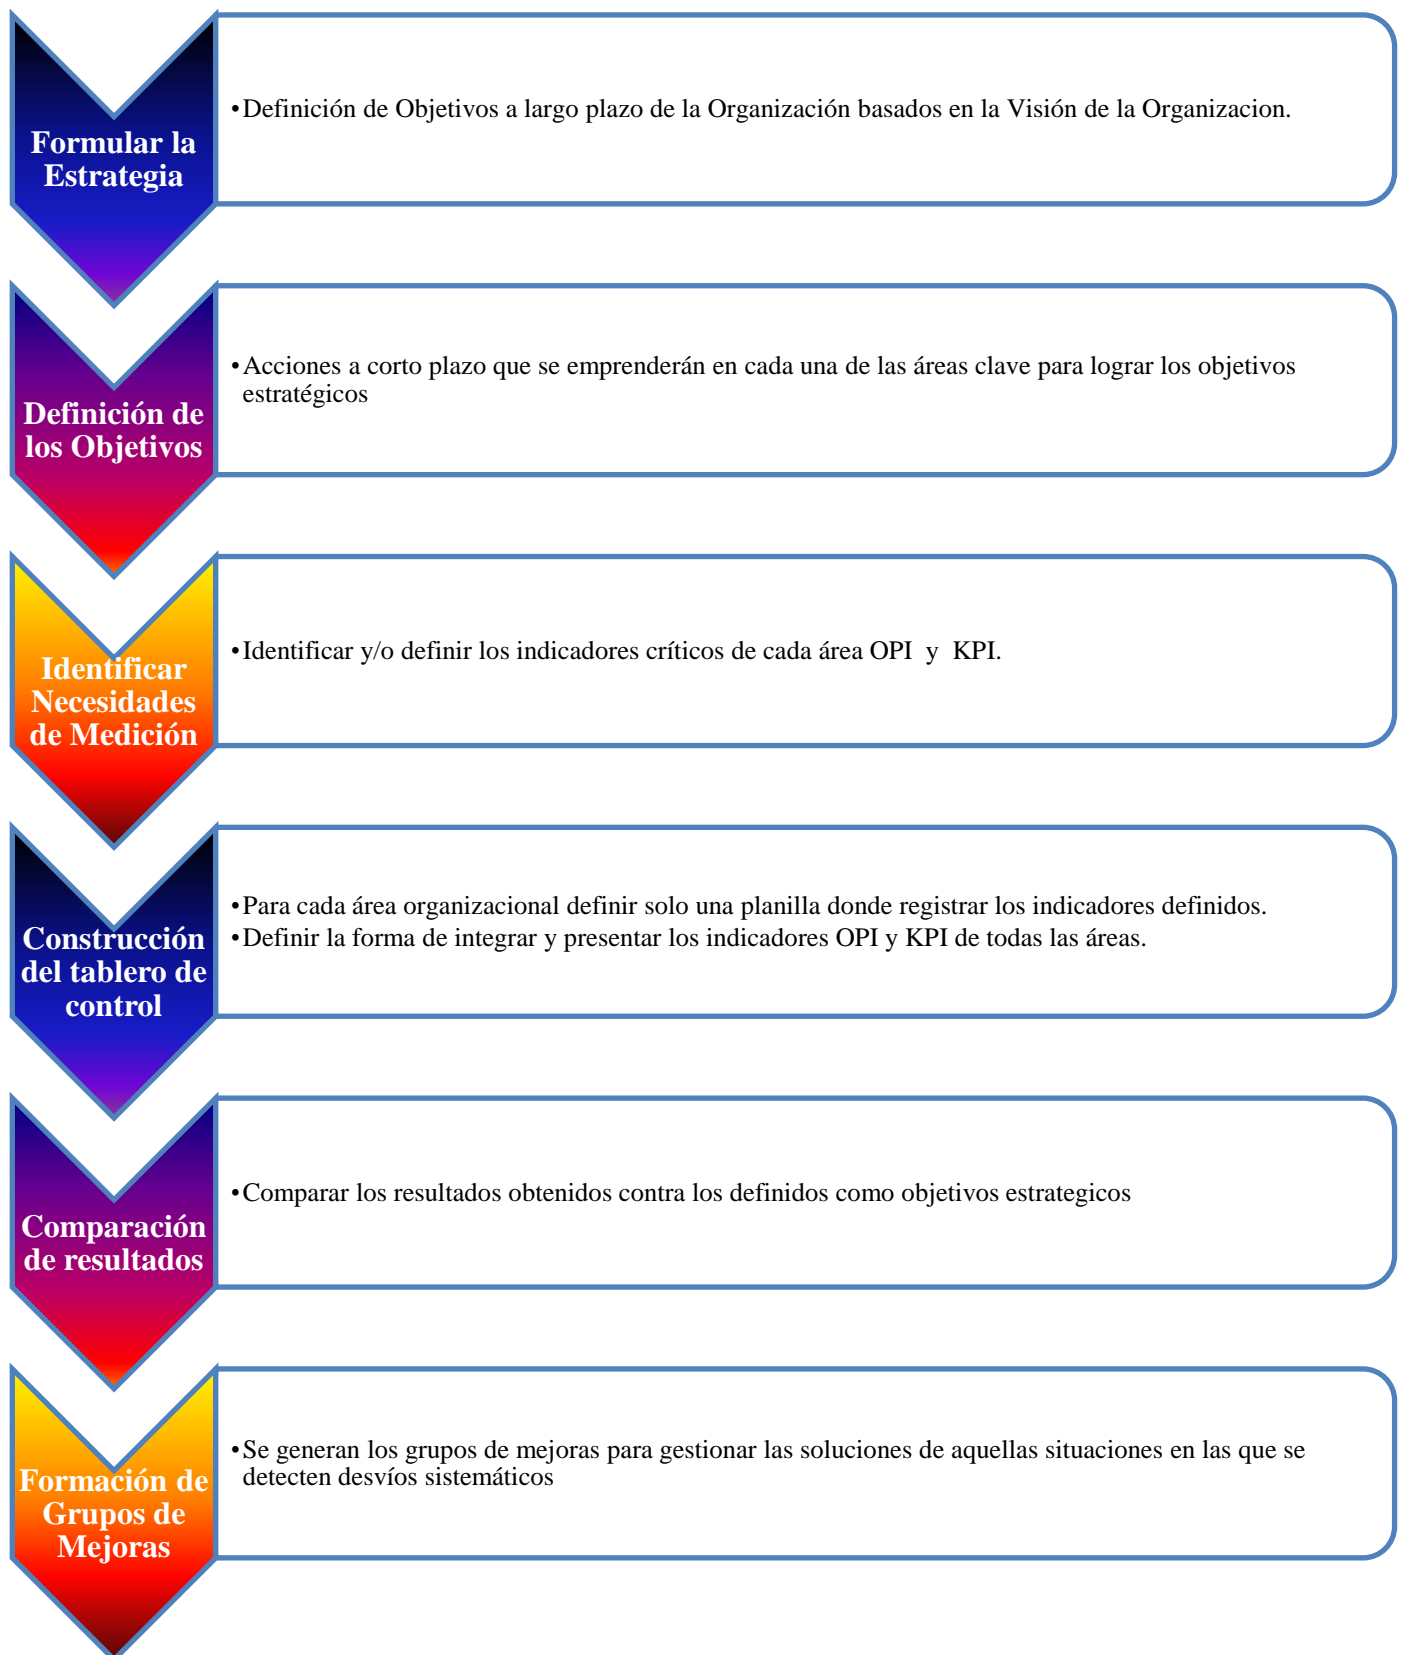 Formular la
Estrategia
•Definición de Objetivos a largo plazo de la Organización basados en la Visión de la Organizacion.
Definición de
los Objetivos
•Acciones a corto plazo que se emprenderán en cada una de las áreas clave para lograr los objetivos
estratégicos
Identificar
Necesidades
de Medición
•Identificar y/o definir los indicadores críticos de cada área OPI y KPI.
Construcción
del tablero de
control
•Para cada área organizacional definir solo una planilla donde registrar los indicadores definidos.
•Definir la forma de integrar y presentar los indicadores OPI y KPI de todas las áreas.
Comparación
de resultados
•Comparar los resultados obtenidos contra los definidos como objetivos estrategicos
Formación de
Grupos de
Mejoras
•Se generan los grupos de mejoras para gestionar las soluciones de aquellas situaciones en las que se
detecten desvíos sistemáticos